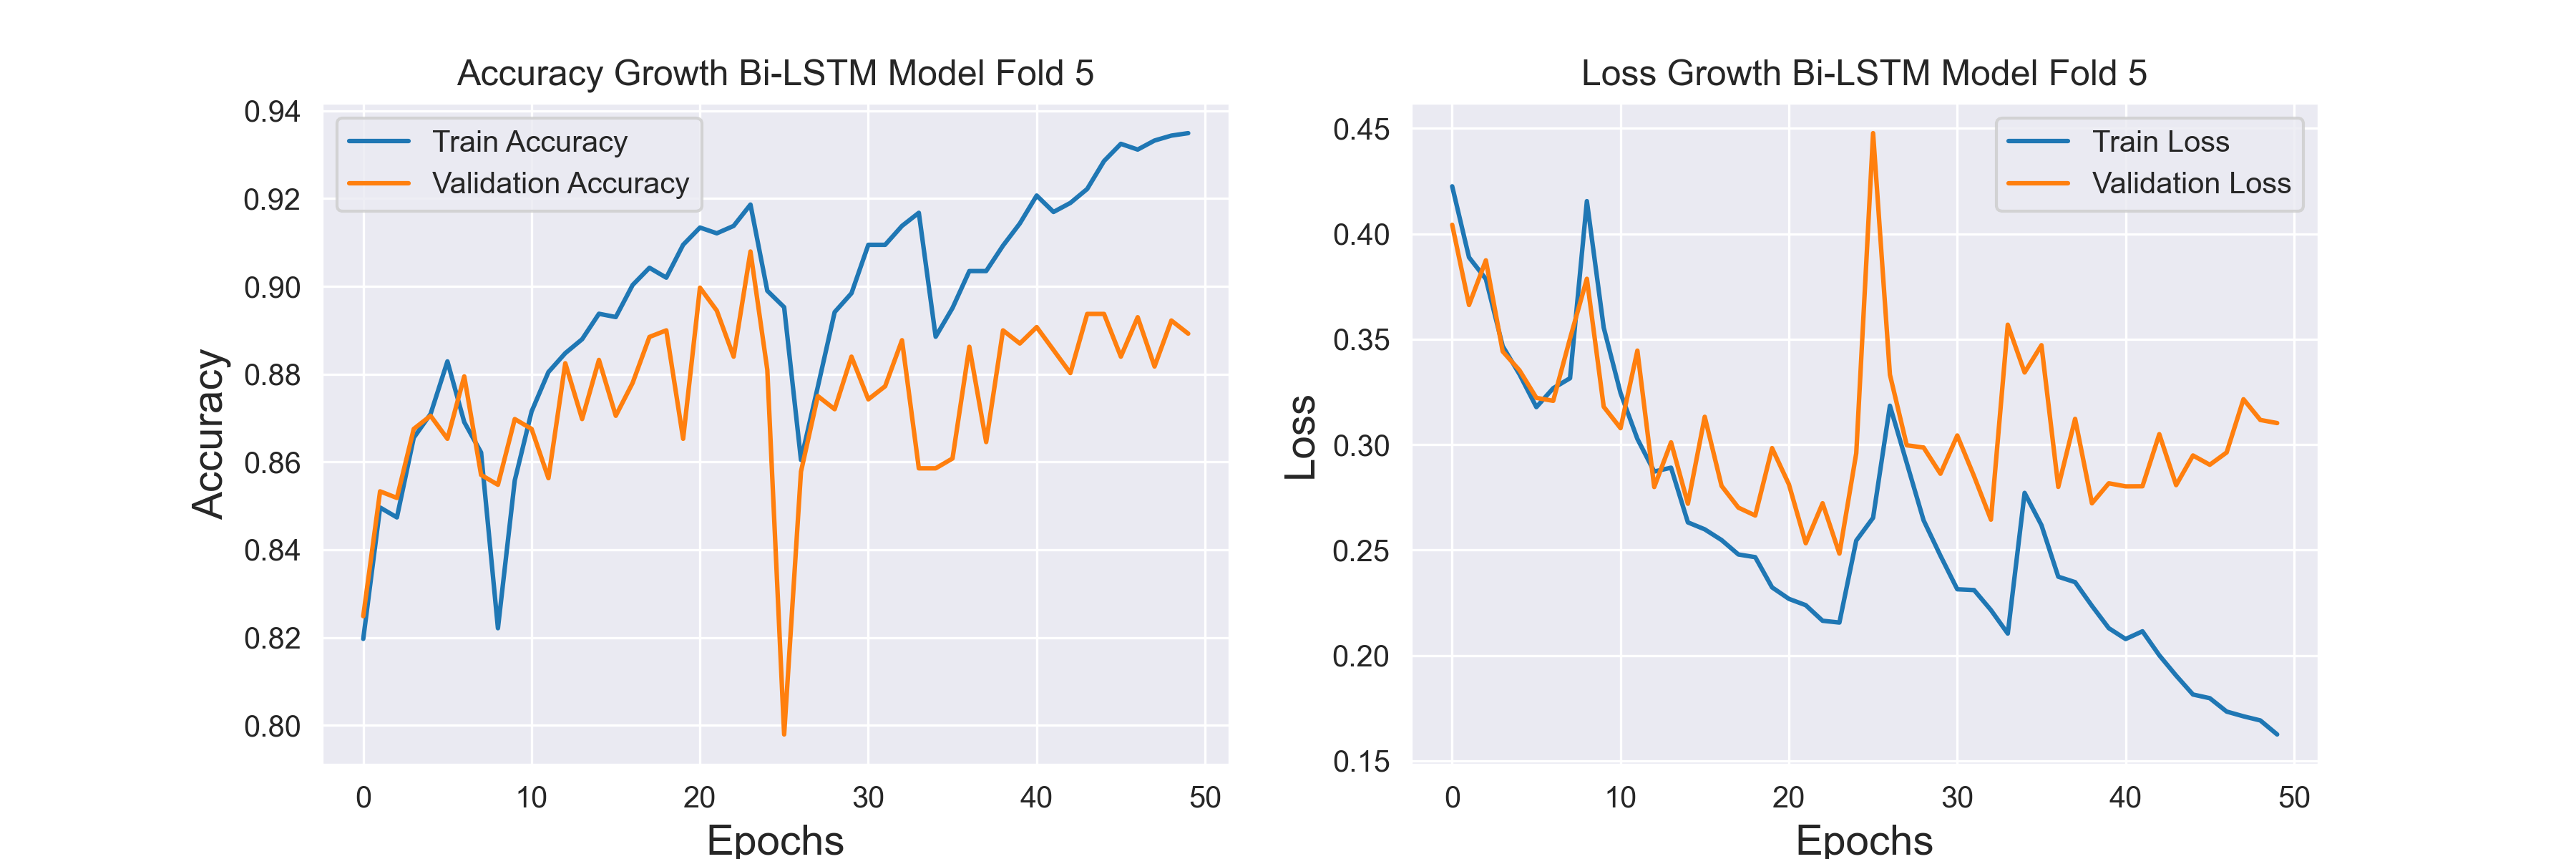 Accuracy Growth Bi-LSTM Model Fold 5
0.94
0.92
0.90
0.88
0.86
0.84
0.82
0.80
Accuracy
Train Accuracy
Validation Accuracy
0 10 20 30 40 50
Epochs
Loss Growth Bi-LSTM Model Fold 5
0.45
0.40
0.35
0.30
0.25
0.20
0.15
Loss
Train Loss
Validation Loss
0 10 20 30 40 50
Epochs